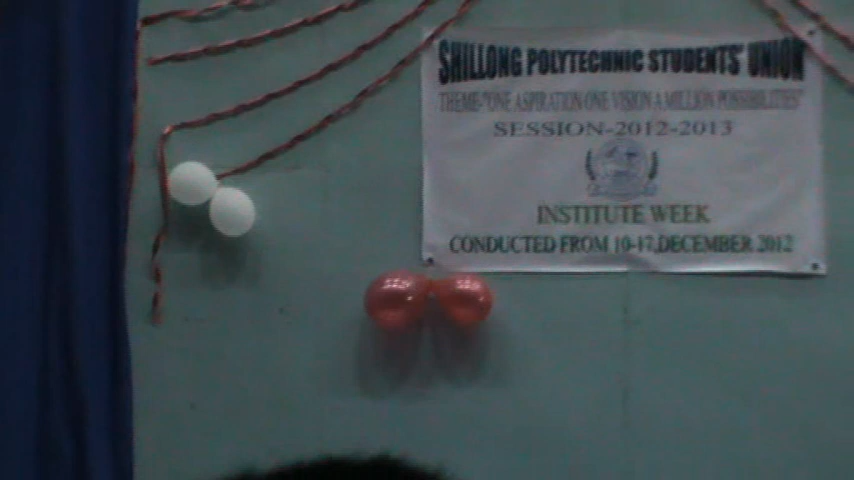 SHILLONG POLYTECHNIC STUDENTS' UNION
THEME-"ONE ASPIRATION ONE VISION A MILLION POSSIBILITIES"
SESSION-2012-2013
INSTITUTE WEEK
CONDUCTED FROM 10-17,DECEMBER 2012